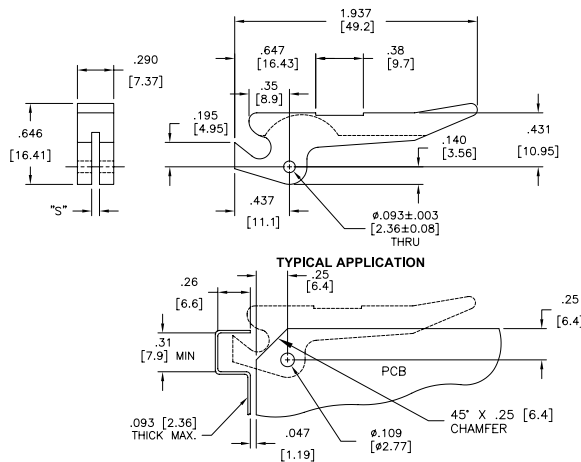 1.937
[49.2]
.290
[7.37]
.647
[16.43]
.38
[9.7]
.35
[8.9]
.646
[16.41]
.195
[4.95]
.140
[3.56]
.431
[10.95]
"S"
.437
[11.1]
ø.093±.003
[2.36±0.08]
THRU
TYPICAL APPLICATION
.26
[6.6]
.25
[6.4]
.25
[6.4]
.31
[7.9] MIN
PCB
.093 [2.36]
THICK MAX.
.047
[1.19]
ø.109
[ø2.77]
45° X .25 [6.4]
CHAMFER